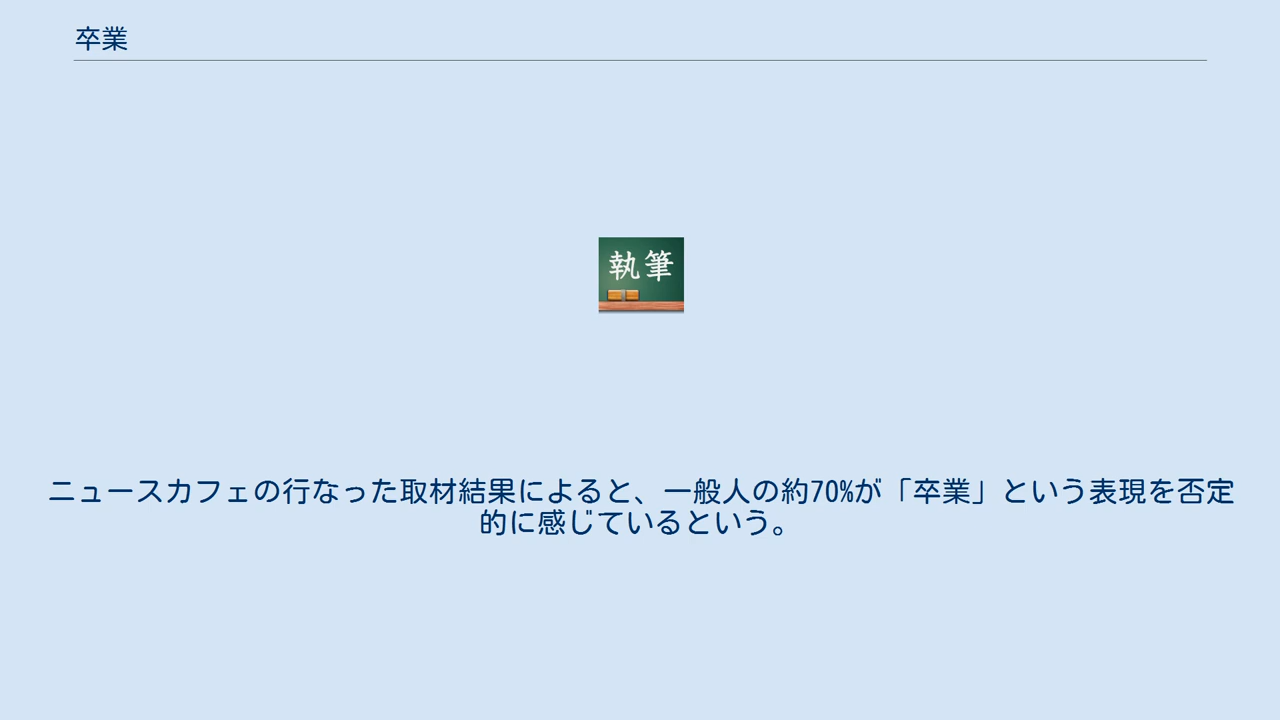 卒業
執筆
ニュースカフェの行なった取材結果によると、一般人の約70%が「卒業」という表現を否定
的に感じているという。